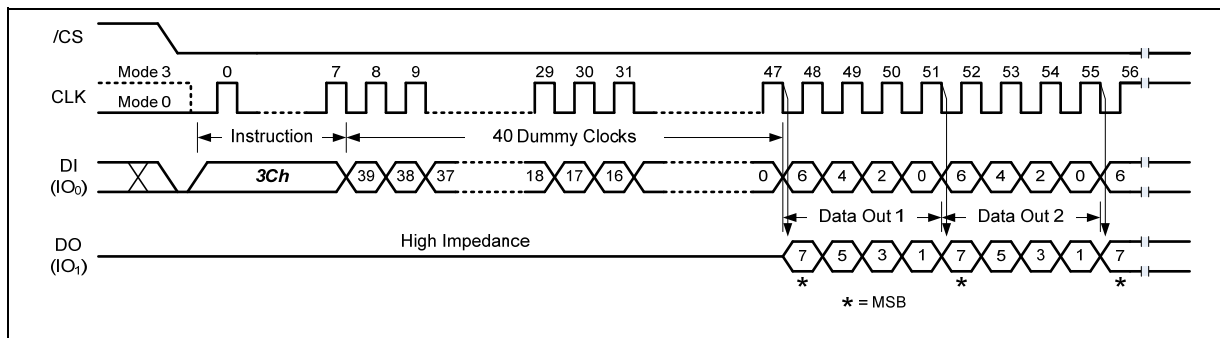 /CS
Mode 3 0 7 8 9 29 30 31 47 48 49 50 51 52 53 54 55 56
CLK
Mode 0
Instruction 40 Dummy Clocks
DI
(IO0)
3Ch 39 38 37 18 17 16 0 6 4 2 0 6 4 2 0 6
Data Out 1 Data Out 2
High Impedance
DO
(IO1)
7 5 3 1 7 5 3 1 7
* * *
* = MSB